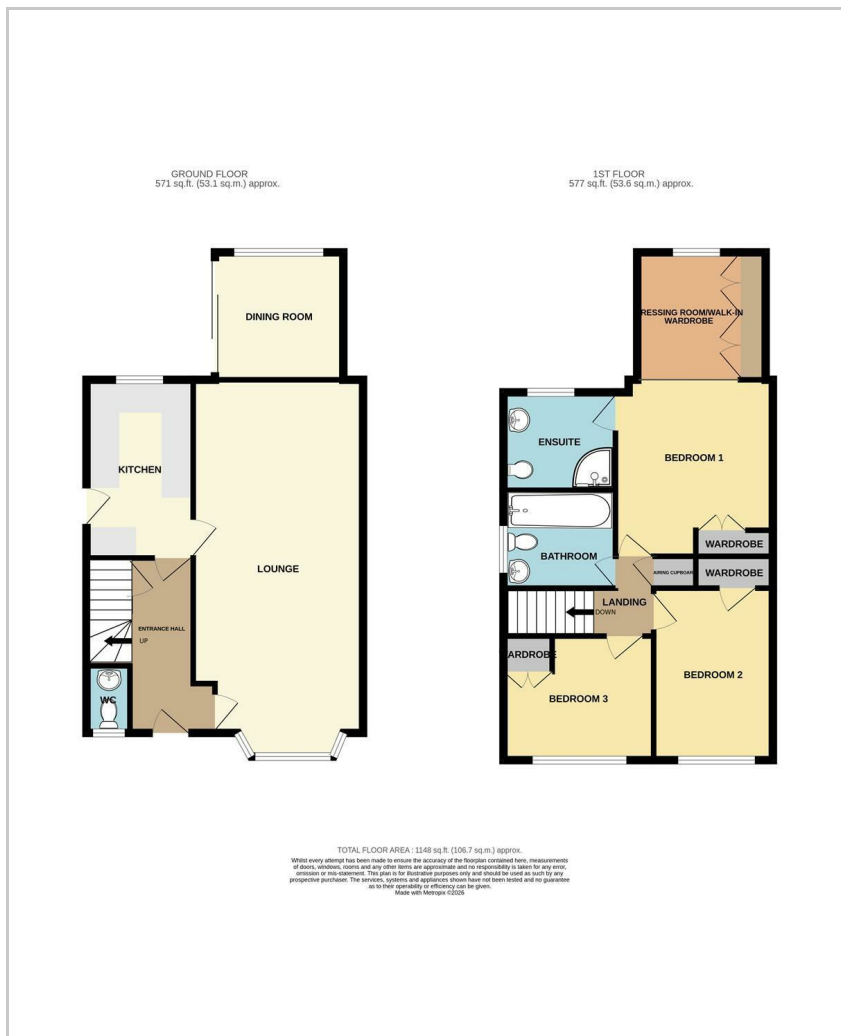 GROUND FLOOR
571 sq.ft. (53.1 sq.m.) approx.
DINING ROOM
KITCHEN
LOUNGE
ENTRANCE HALL
UP
WC
1ST FLOOR
577 sq.ft. (53.6 sq.m.) approx.
RESSING ROOM/WALK-IN
WARDROBE
ENSUITE
BEDROOM 1
WARDROBE
BATHROOM
AIRING CUPBOARD
WARDROBE
LANDING
DOWN
ARDROBE
BEDROOM 2
BEDROOM 3
TOTAL FLOOR AREA : 1148 sq.ft. (106.7 sq.m.) approx.
Whilst every attempt has been made to ensure the accuracy of the floorplan contained here, measurements
of doors, windows, rooms and any other items are approximate and no responsibility is taken for any error,
omission or mis-statement. This plan is for illustrative purposes only and should be used as such by any
prospective purchaser. The services, systems and appliances shown have not been tested and no guarantee
as to their operability or efficiency can be given.
Made with Metropix ©2026